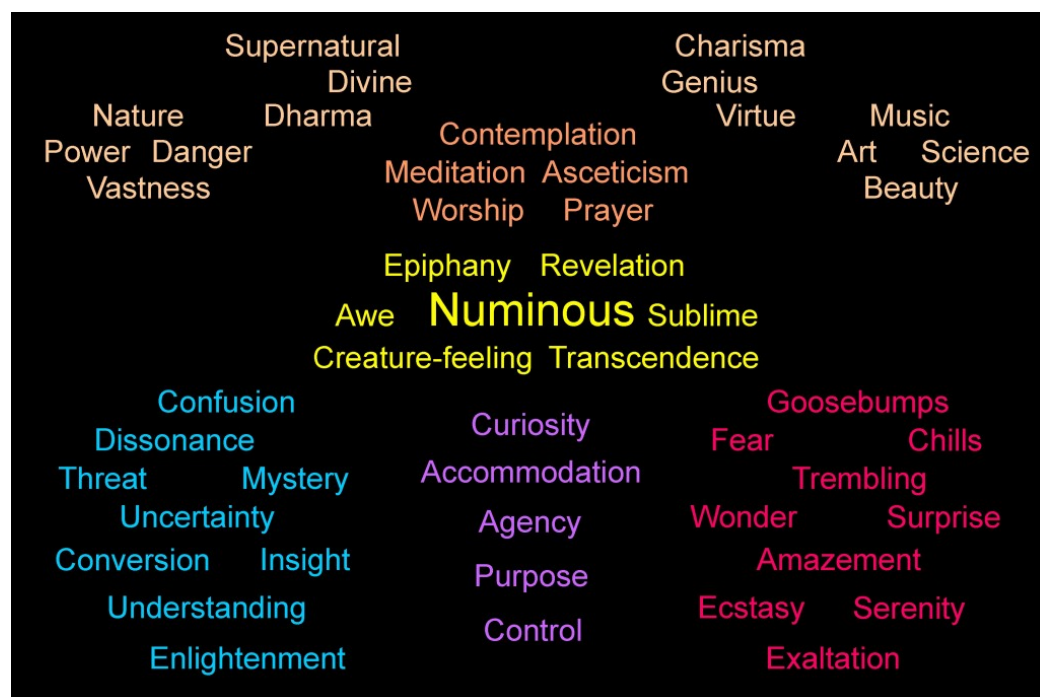 Supernatural Charisma
Divine Genius
Nature Dharma Virtue Music
Contemplation
Power Danger Art Science
Meditation Asceticism
Vastness Beauty
Worship Prayer
Epiphany Revelation
Awe Numinous Sublime
Creature-feeling Transcendence
Confusion Goosebumps
Curiosity
Dissonance Fear Chills
Threat Mystery Accommodation Trembling
Uncertainty Agency Wonder Surprise
Conversion Insight Amazement
Purpose
Understanding Ecstasy Serenity
Control
Enlightenment Exaltation